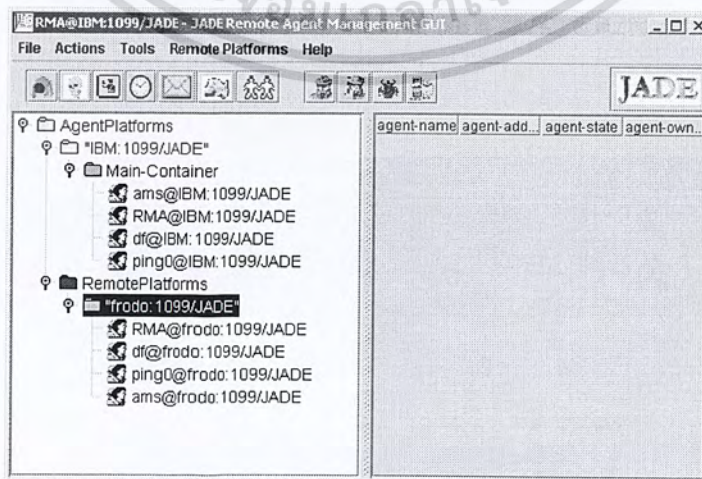 RMA@IBM:1099/JADE - JADE Remote Agent Management GUI
File Actions Tools Remote Platforms Help
JADE
AgentPlatforms
"IBM:1099/JADE"
Main-Container
ams@IBM:1099/JADE
RMA@IBM:1099/JADE
df@IBM:1099/JADE
ping0@IBM:1099/JADE
RemotePlatforms
"frodo:1099/JADE"
RMA@frodo:1099/JADE
df@frodo:1099/JADE
ping0@frodo:1099/JADE
ams@frodo:1099/JADE
agent-name agent-add... agent-state agent-own...